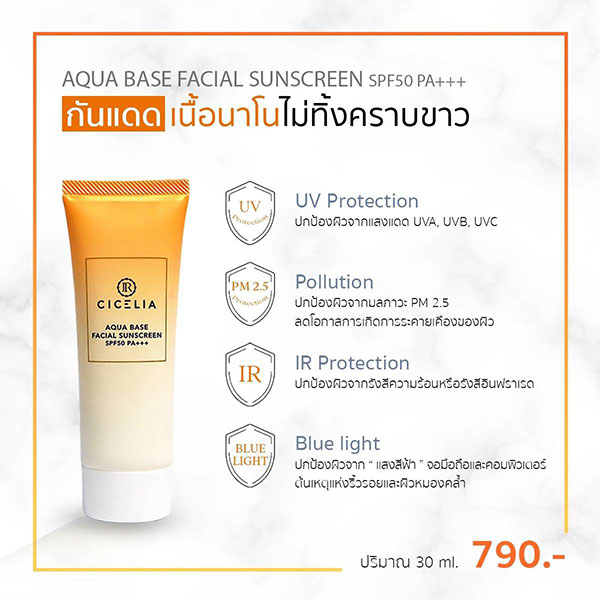 AQUA BASE FACIAL SUNSCREEN SPF50 PA+++
กันแดด เนื้อนาโนไม่ทิ้งคราบขาว
UV
Protection
UV Protection
ปกป้องผิวจากแสงแดด UVA, UVB, UVC
PM 2.5
Protection
Pollution
ปกป้องผิวจากมลภาวะ PM 2.5
ลดโอกาสการเกิดการระคายเคืองของผิว
IR
IR Protection
ปกป้องผิวจากรังสีความร้อนหรือรังสีอินฟราเรด
BLUE
LIGHT
Blue light
ปกป้องผิวจาก “ แสงสีฟ้า ” จอมือถือและคอมพิวเตอร์
ต้นเหตุแห่งริ้วรอยและผิวหมองคล้ำ
CICELIA
AQUA BASE
FACIAL SUNSCREEN
SPF50 PA+++
ปริมาณ 30 ml. 790.-